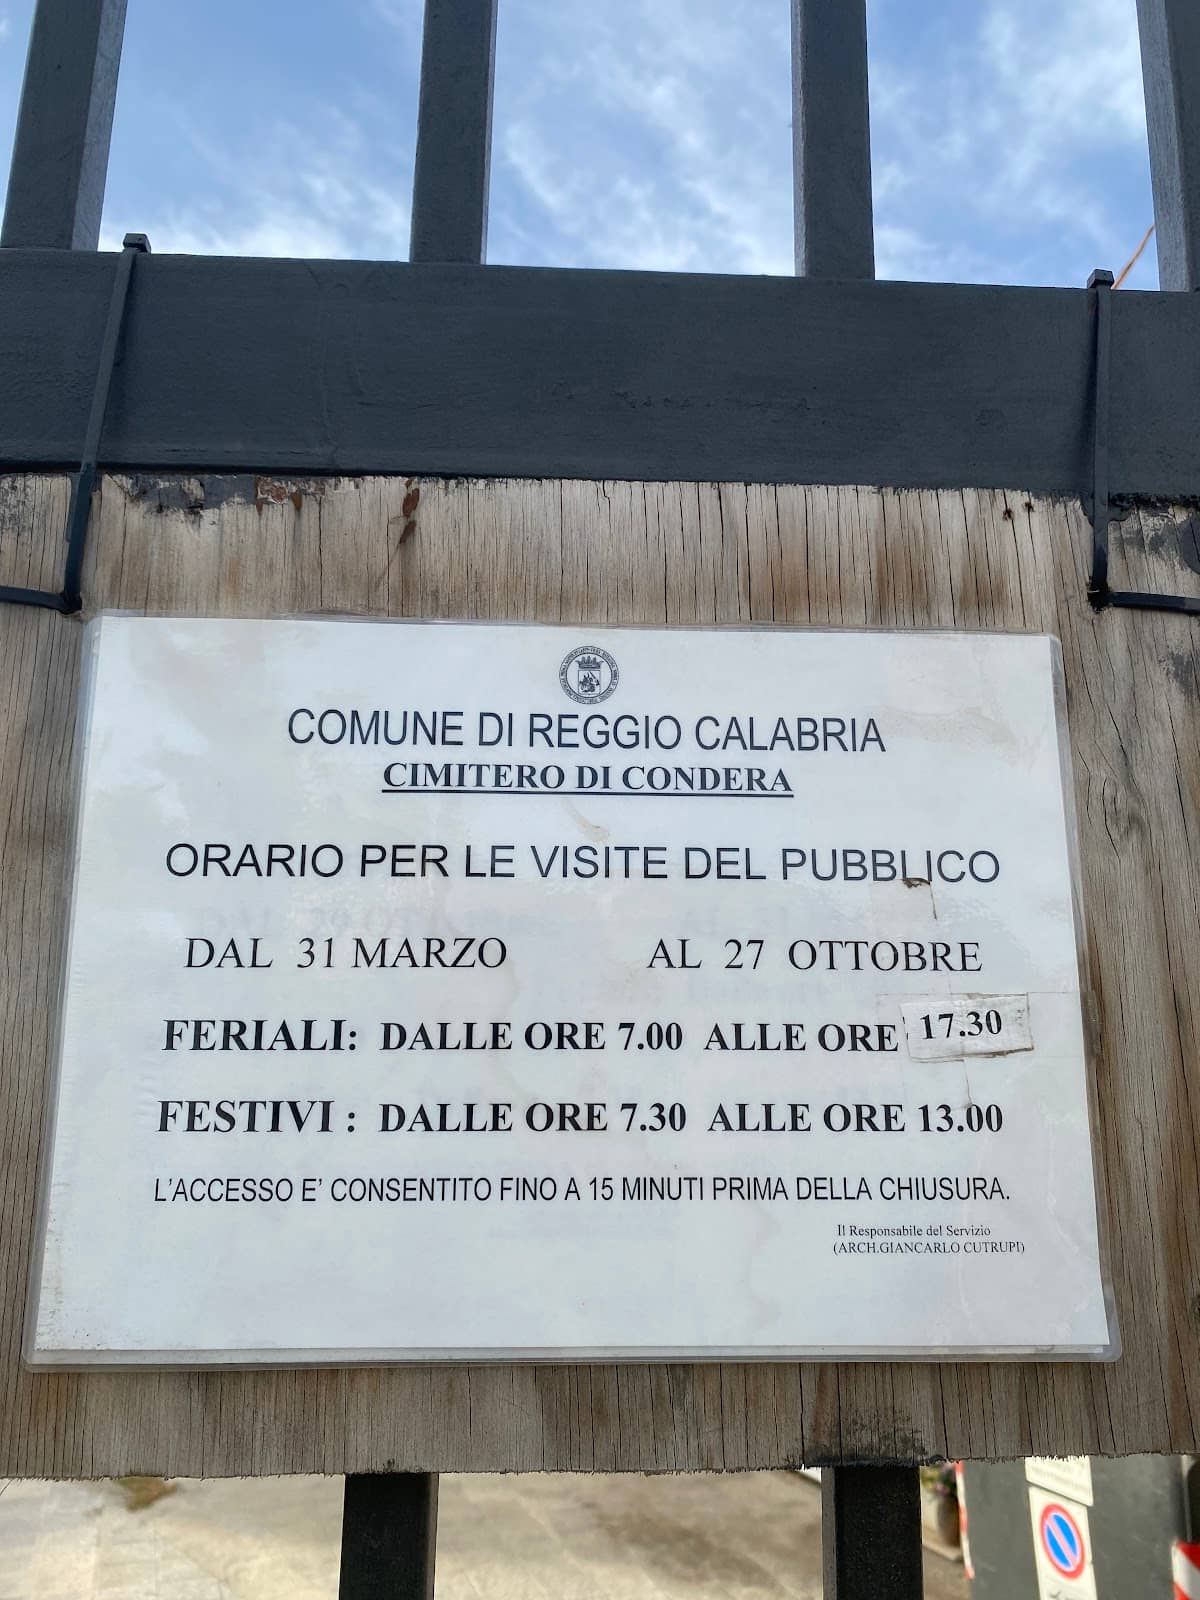 COMUNE DI REGGIO CALABRIA
CIMITERO DI CONDERA
ORARIO PER LE VISITE DEL PUBBLICO
DAL 31 MARZO AL 27 OTTOBRE
FERIALI: DALLE ORE 7.00 ALLE ORE 17.30
FESTIVI : DALLE ORE 7.30 ALLE ORE 13.00
L'ACCESSO E' CONSENTITO FINO A 15 MINUTI PRIMA DELLA CHIUSURA.
Il Responsabile del Servizio
(ARCH.GIANCARLO CUTRUPI)